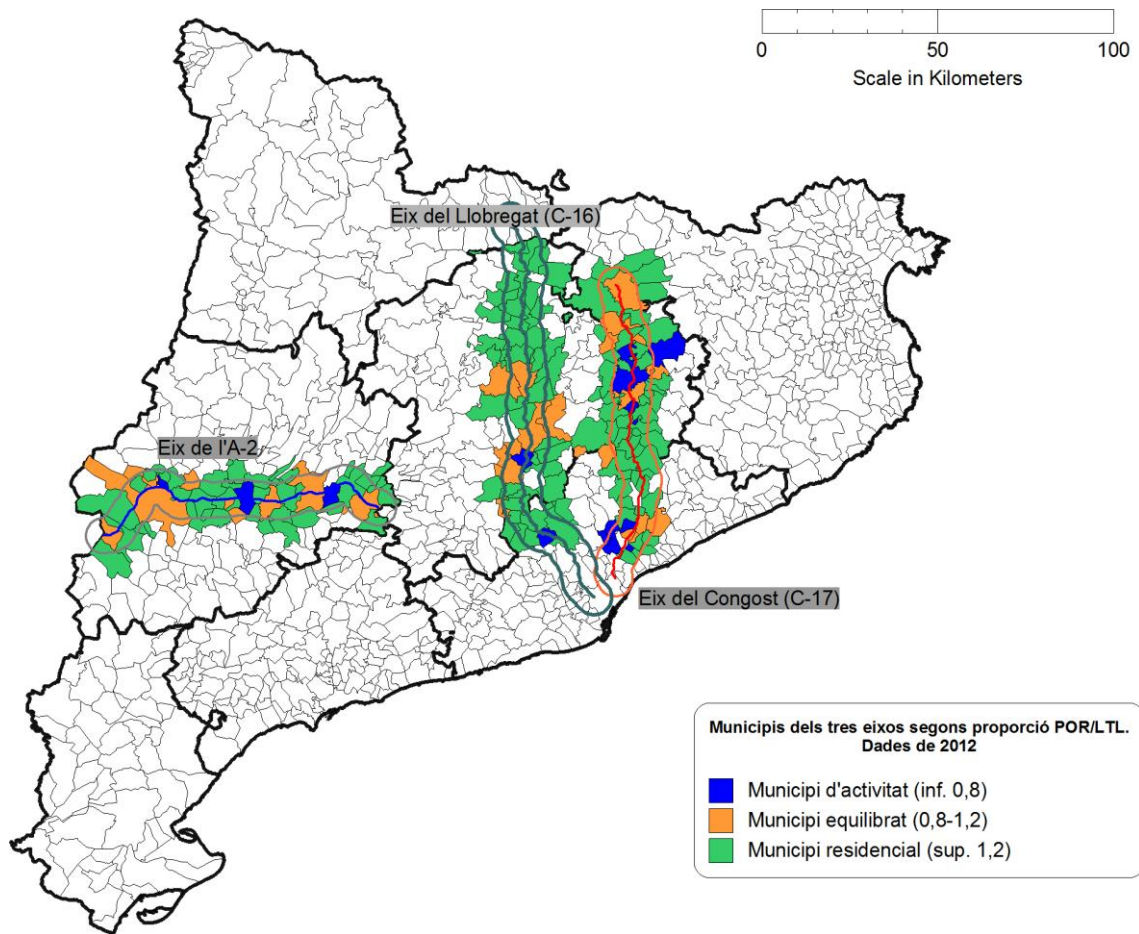 0 50 100
Scale in Kilometers
Eix del Llobregat (C-16)
Eix de l'A-2
Eix del Congost (C-17)
Municipis dels tres eixos segons proporció POR/LTL.
Dades de 2012
Municipi d'activitat (inf. 0,8)
Municipi equilibrat (0,8-1,2)
Municipi residencial (sup. 1,2)